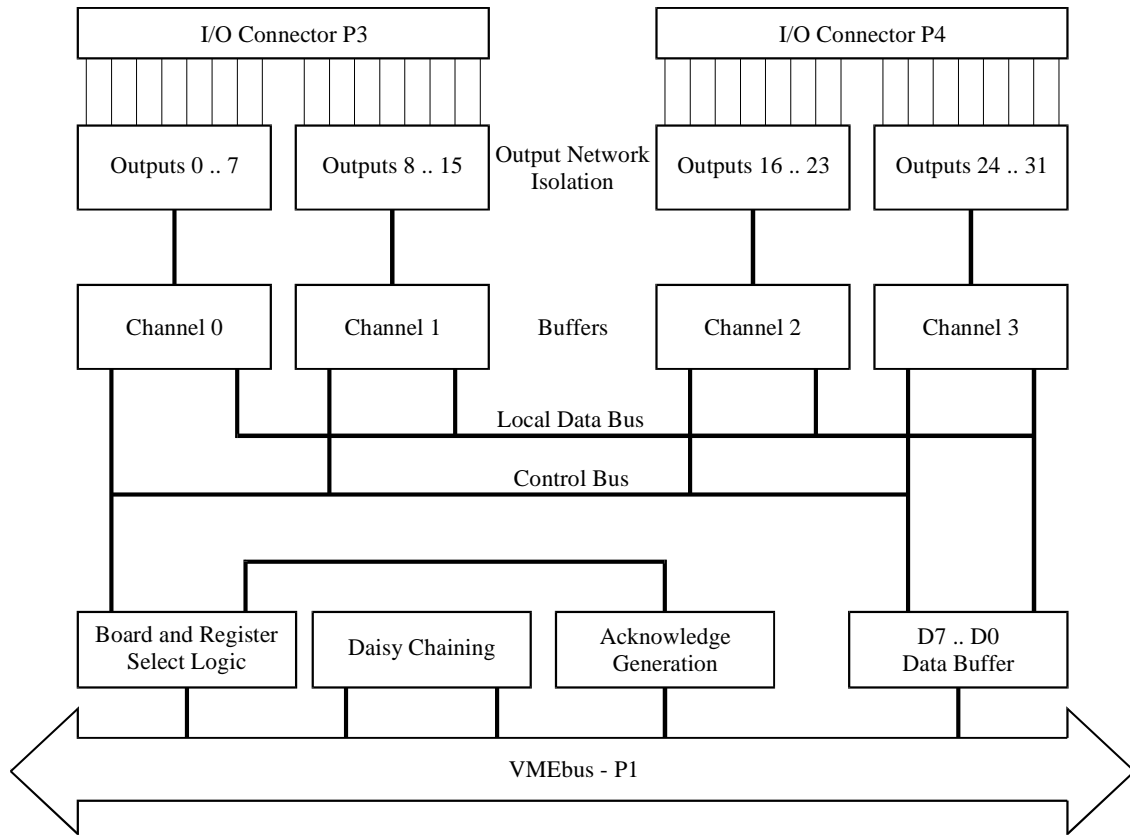 I/O Connector P3
I/O Connector P4
Outputs 0 .. 7
Outputs 8 .. 15
Output Network
Isolation
Outputs 16 .. 23
Outputs 24 .. 31
Channel 0
Channel 1
Buffers
Channel 2
Channel 3
Local Data Bus
Control Bus
Board and Register
Select Logic
Daisy Chaining
Acknowledge
Generation
D7 .. D0
Data Buffer
VMEbus - P1